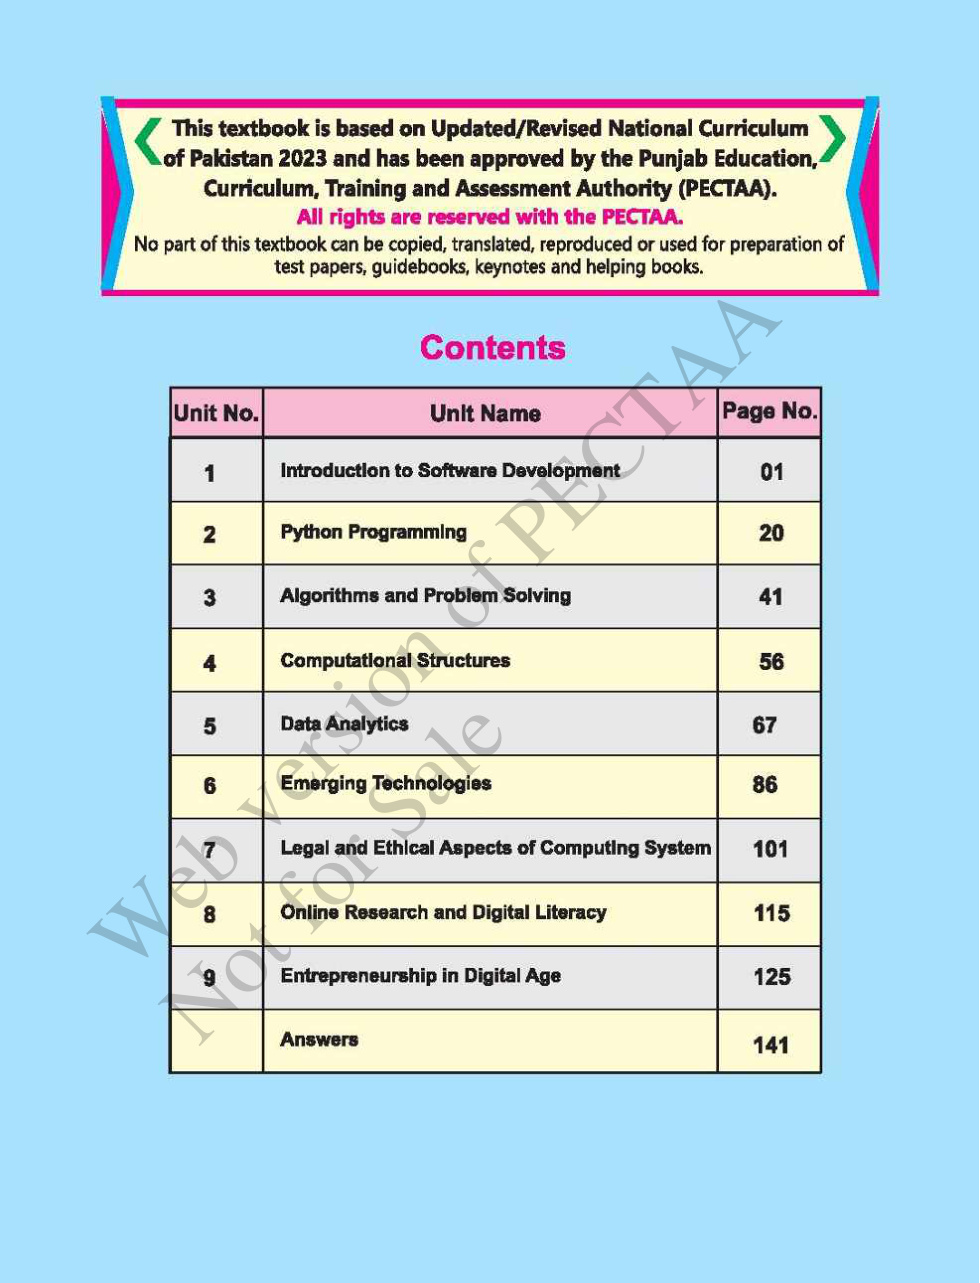 This textbook is based on Updated/Revised National Curriculum
of Pakistan 2023 and has been approved by the Punjab Education,
Curriculum, Training and Assessment Authority (PECTAA).
All rights are reserved with the PECTAA.
No part of this textbook can be copied, translated, reproduced or used for preparation of
test papers, guidebooks, keynotes and helping books.
Contents
Unit No. Unit Name Page No.
1 Introduction to Software Development 01
2 Python Programming 20
3 Algorithms and Problem Solving 41
4 Computational Structures 56
5 Data Analytics 67
6 Emerging Technologies 86
7 Legal and Ethical Aspects of Computing System 101
8 Online Research and Digital Literacy 115
9 Entrepreneurship in Digital Age 125
Answers 141
Web version of PECTAA
Not for Sale